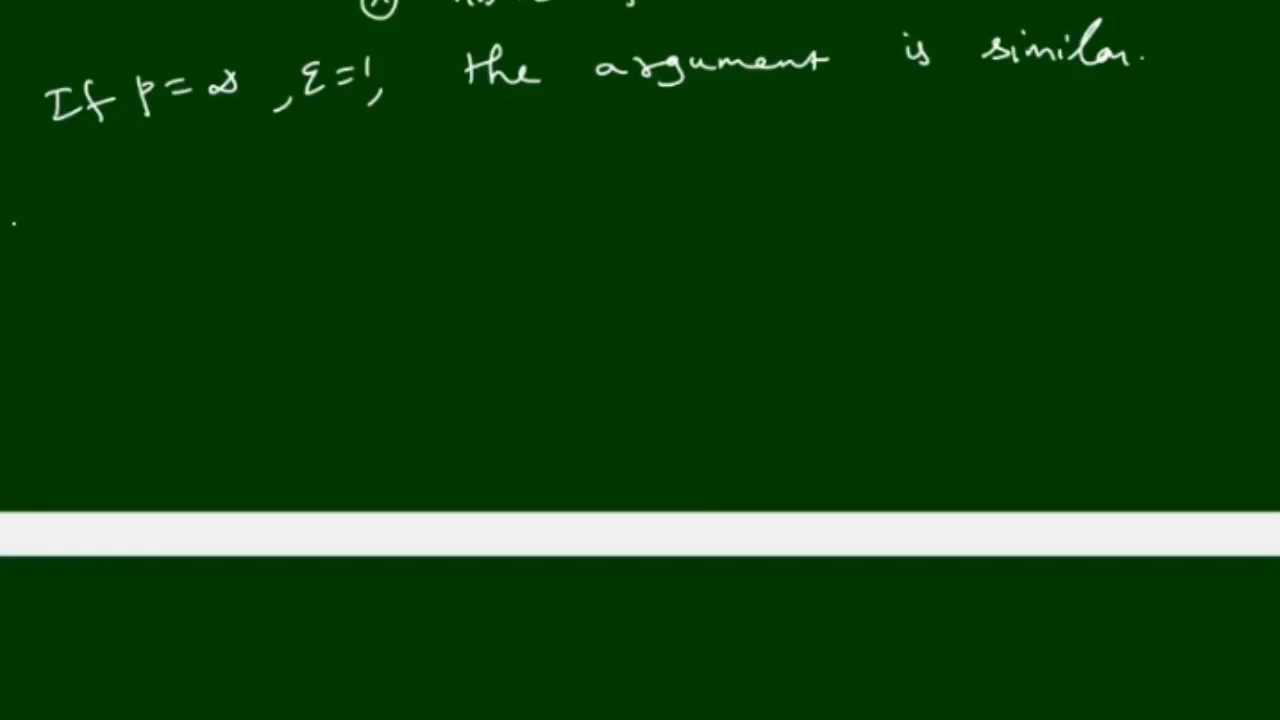 If p = ∞, ε = 1, the argument is similar.